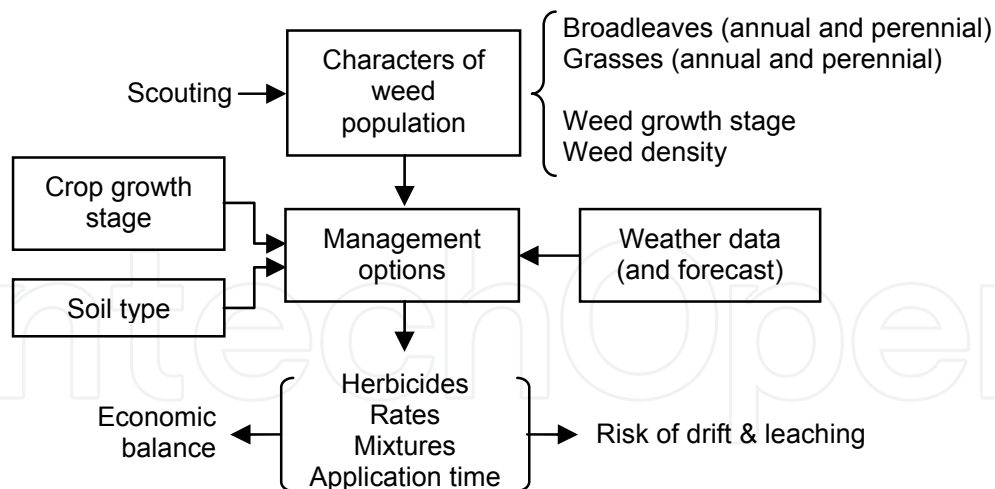 Broadleaves (annual and perennial)
Grasses (annual and perennial)
Characters of
weed
population
Scouting
Weed growth stage
Weed density
Crop growth
stage
Management
options
Weather data
(and forecast)
Soil type
Herbicides
Rates
Mixtures
Application time
Economic
balance
Risk of drift & leaching
ntechOpen